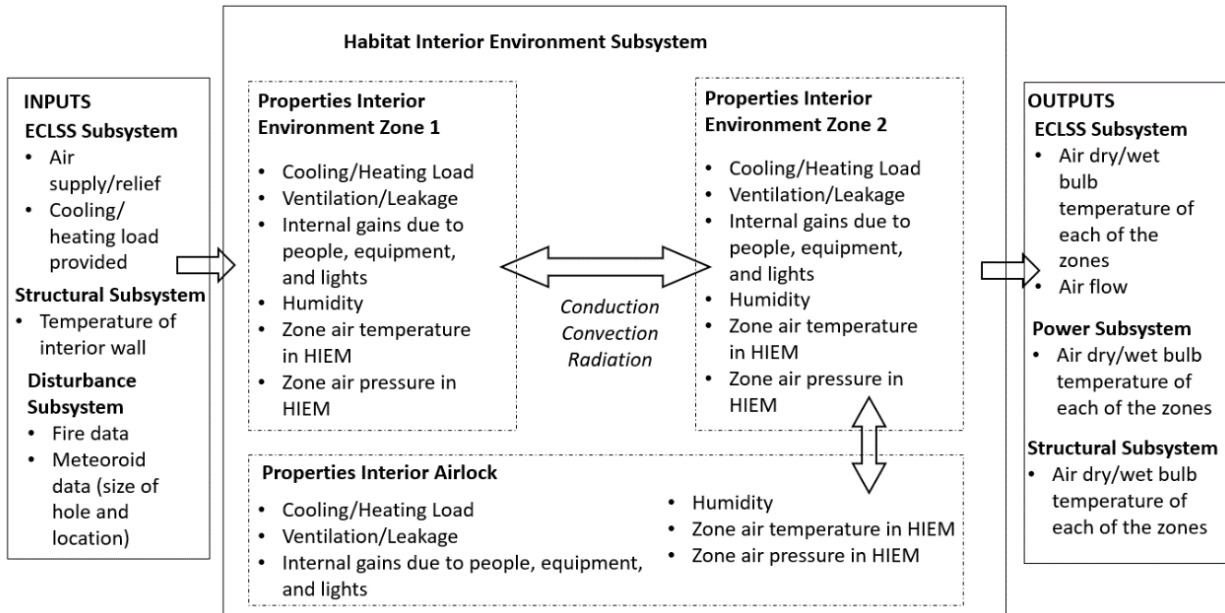 Habitat Interior Environment Subsystem
INPUTS
ECLSS Subsystem
• Air
supply/relief
• Cooling/
heating load
provided
Structural Subsystem
• Temperature of
interior wall
Disturbance
Subsystem
• Fire data
• Meteoroid
data (size of
hole and
location)
Properties Interior
Environment Zone 1
• Cooling/Heating Load
• Ventilation/Leakage
• Internal gains due to
people, equipment,
and lights
• Humidity
• Zone air temperature
in HIEM
• Zone air pressure in
HIEM
Conduction
Convection
Radiation
Properties Interior
Environment Zone 2
• Cooling/Heating Load
• Ventilation/Leakage
• Internal gains due to
people, equipment,
and lights
• Humidity
• Zone air temperature
in HIEM
• Zone air pressure in
HIEM
Properties Interior Airlock
• Cooling/Heating Load
• Ventilation/Leakage
• Internal gains due to people, equipment,
and lights
• Humidity
• Zone air temperature in HIEM
• Zone air pressure in HIEM
OUTPUTS
ECLSS Subsystem
• Air dry/wet
bulb
temperature of
each of the
zones
• Air flow
Power Subsystem
• Air dry/wet bulb
temperature of
each of the zones
Structural Subsystem
• Air dry/wet bulb
temperature of
each of the zones